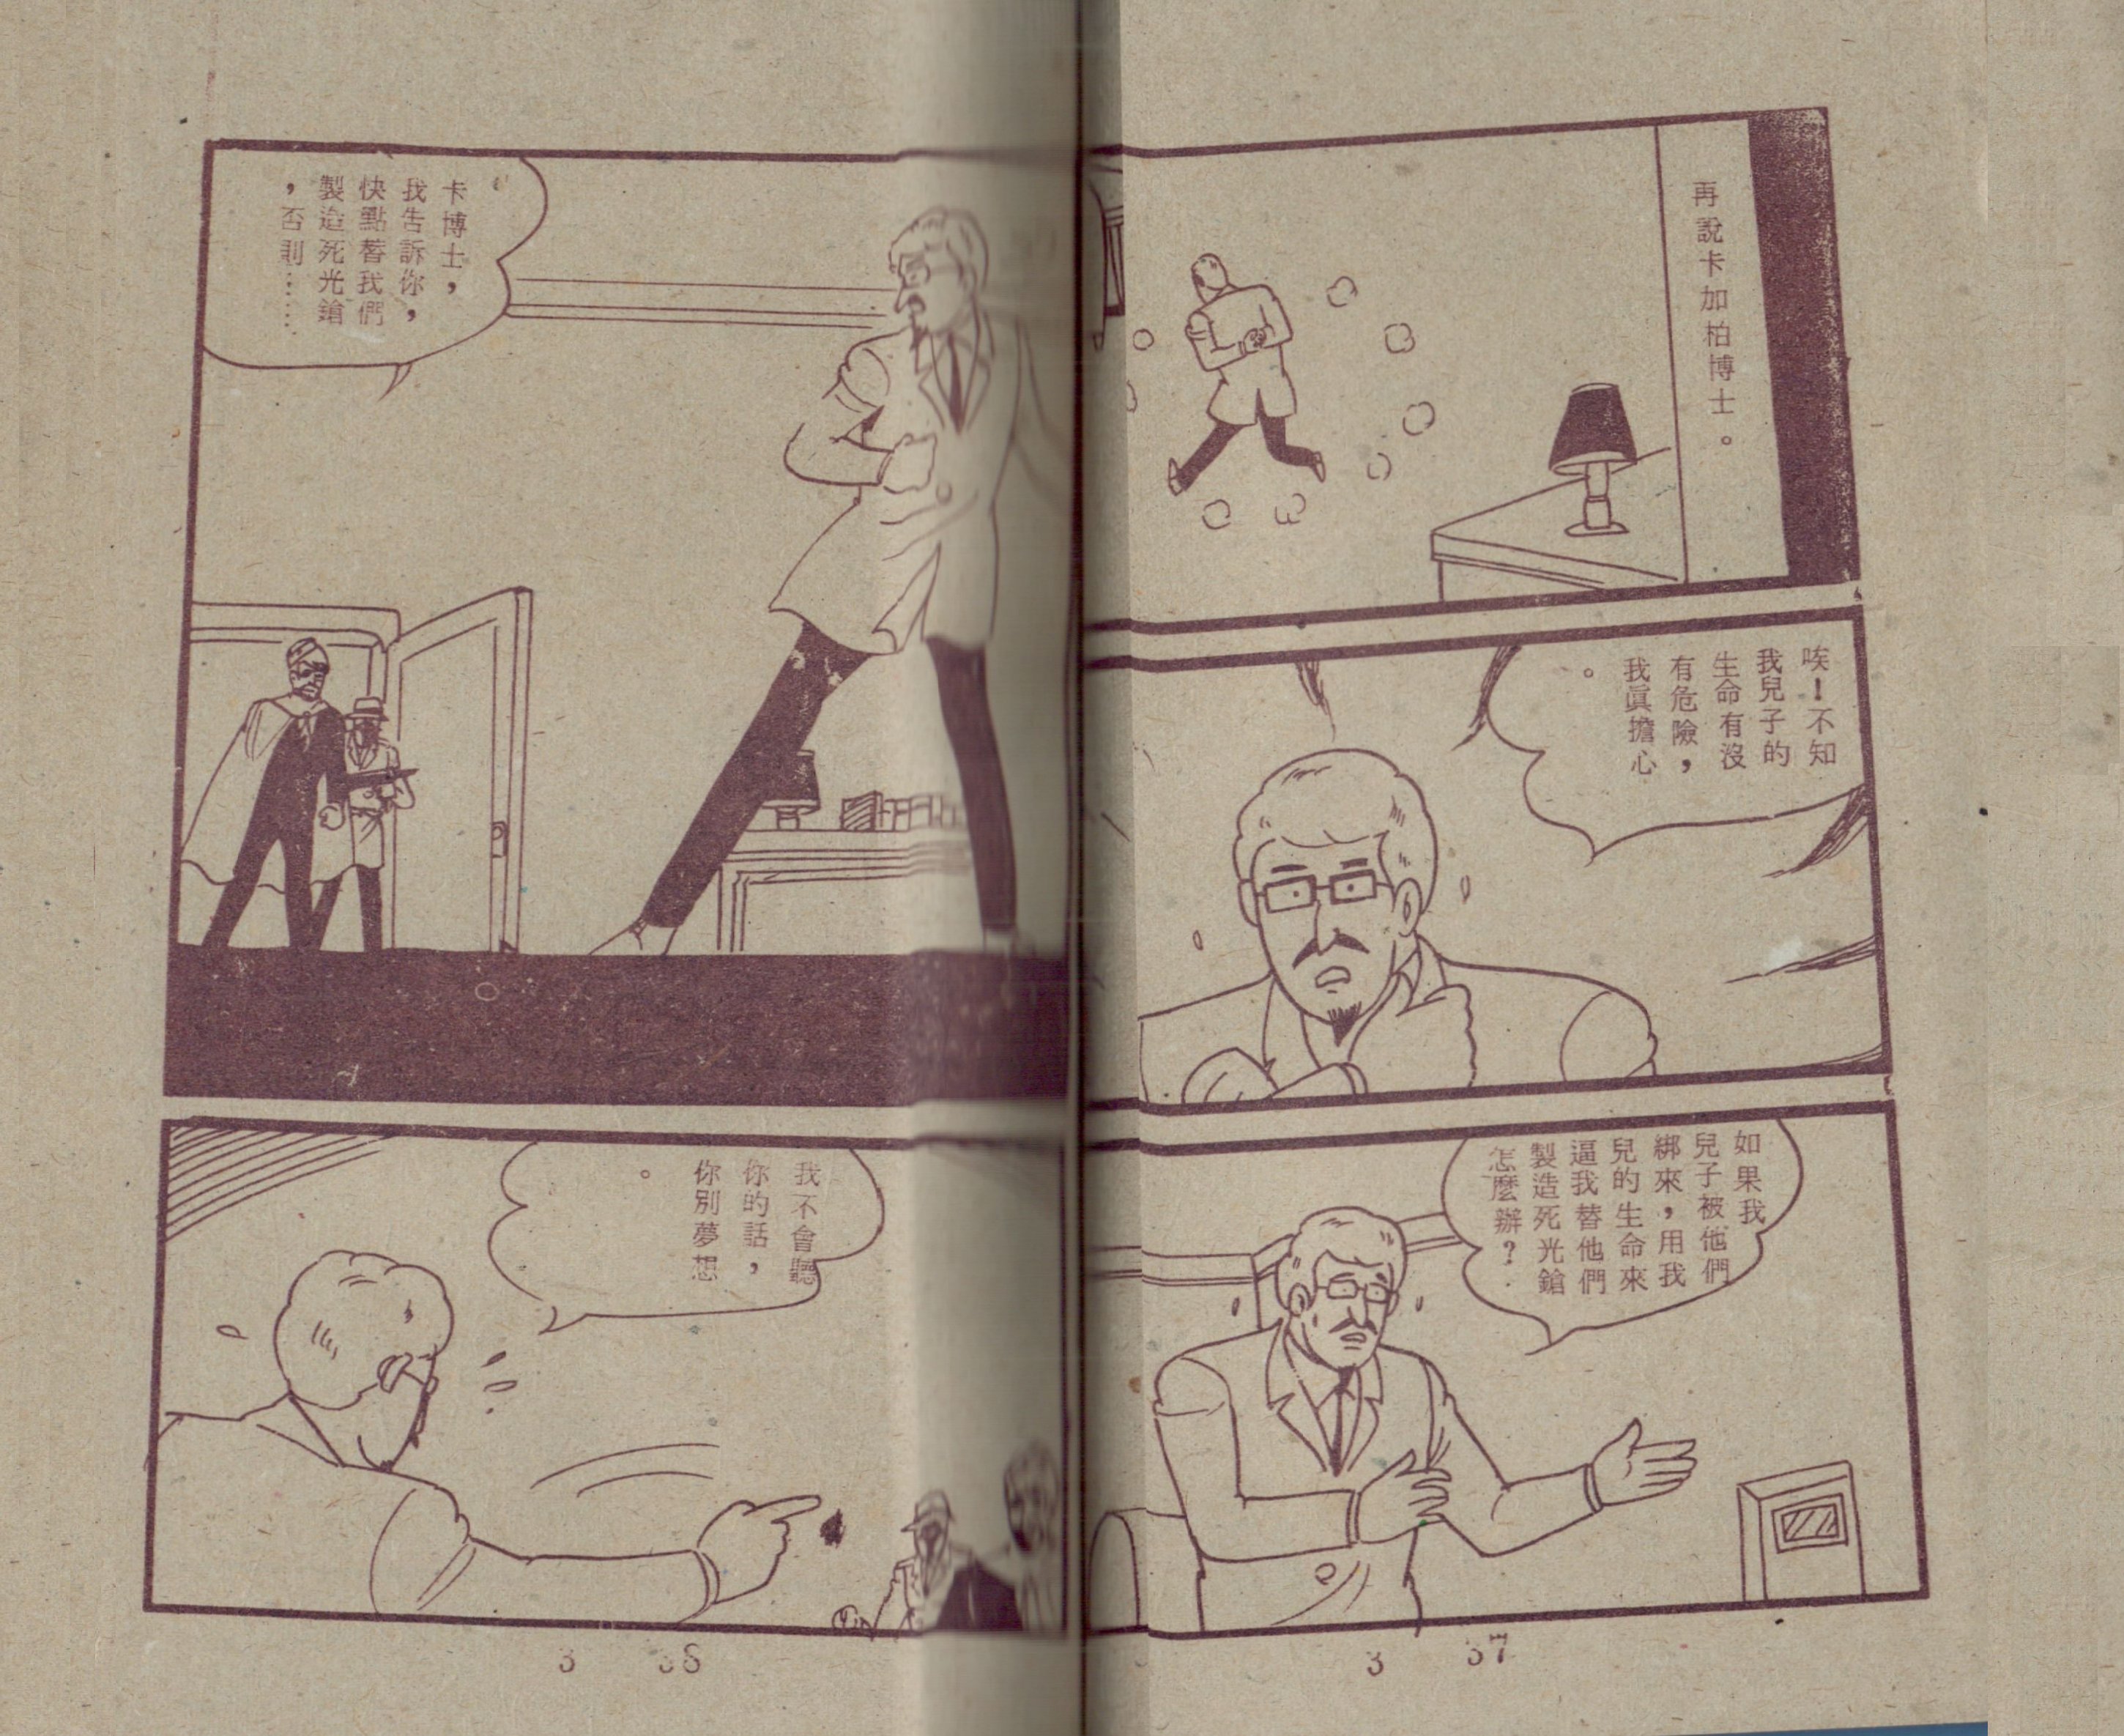 再說卡加柏博士。
唉!不知
我兒子的
生命有沒
有危險，
我眞擔心
。
如果我
兒子被他們
綁來，用我
兒的生命來
逼我替他們
製造死光鎗
怎麼辦？.
3 37
卡博士，
我告訴你，
快點替我們
製造死光鎗
，否則……
我不會聽
你的話，
你別夢想
。
3 38